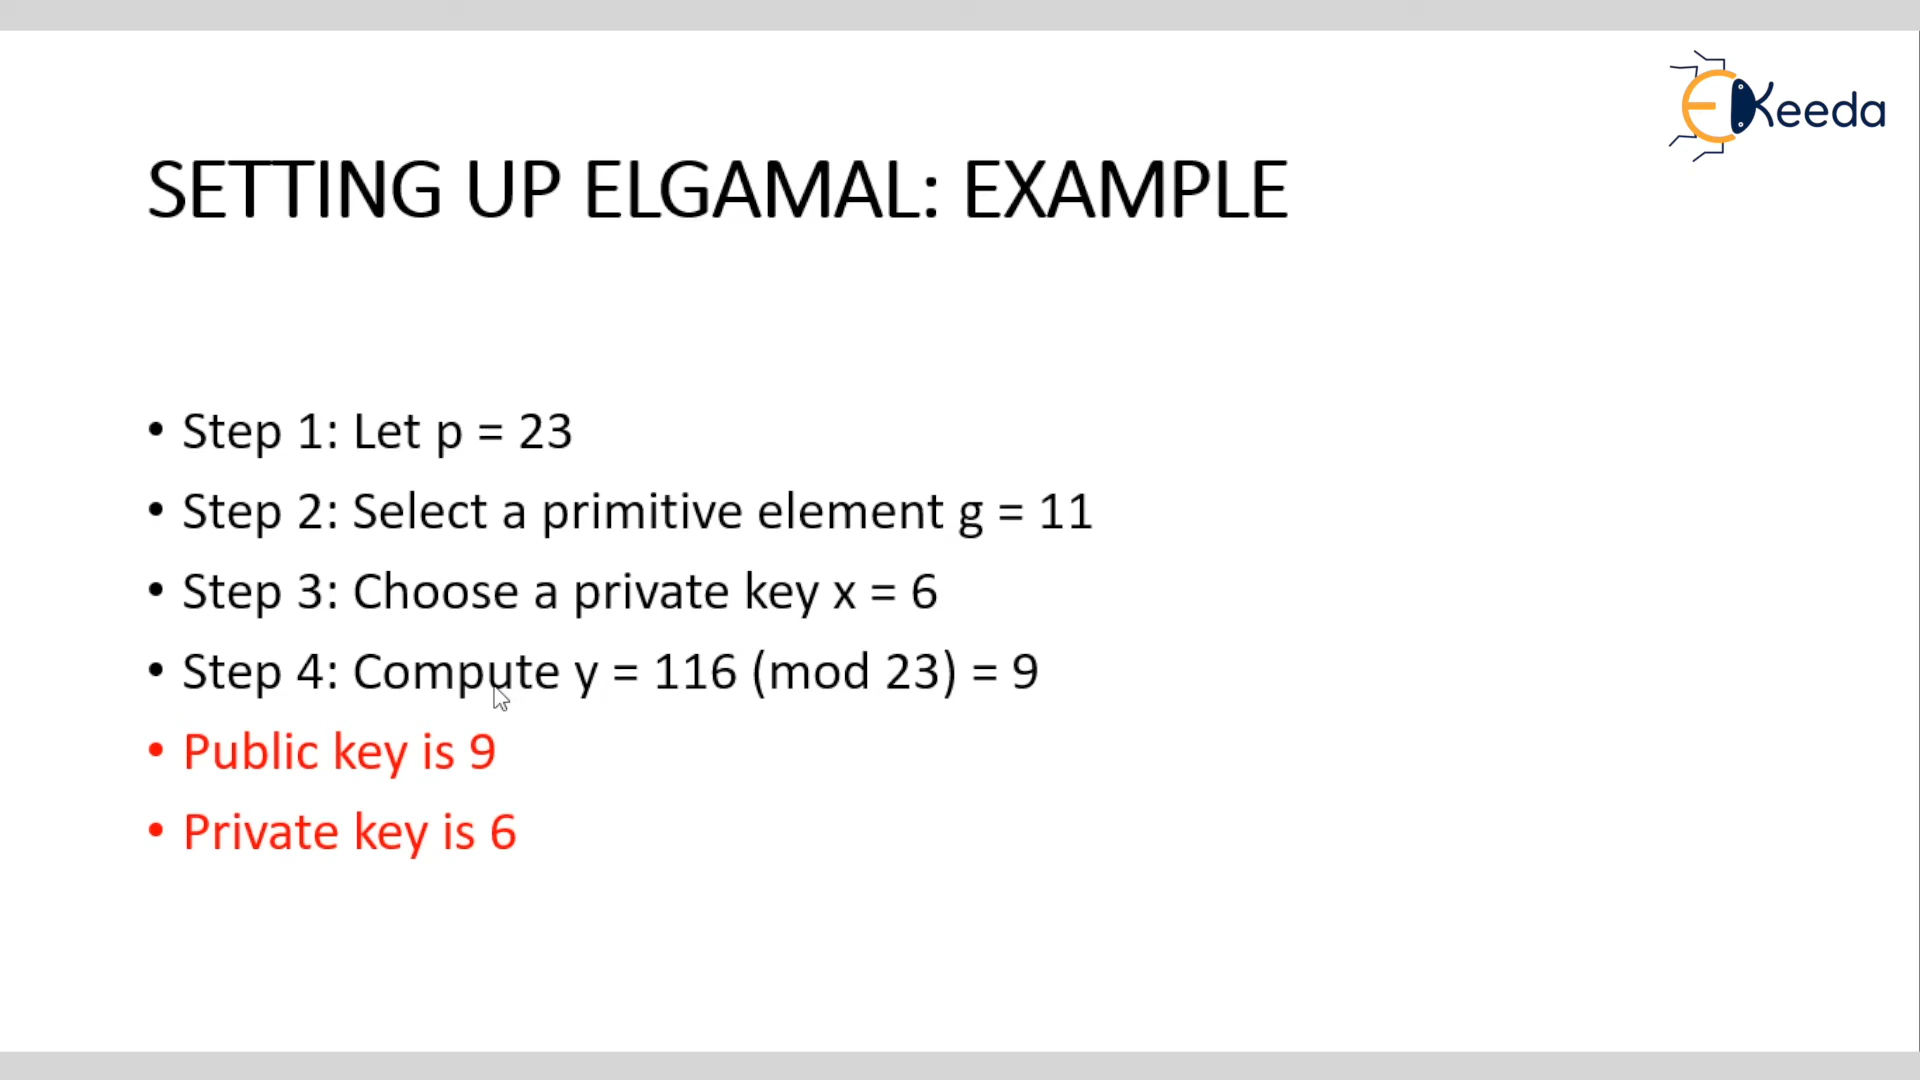 EKeeda
SETTING UP ELGAMAL: EXAMPLE
• Step 1: Let p = 23
• Step 2: Select a primitive element g = 11
• Step 3: Choose a private key x = 6
• Step 4: Compute y = 116 (mod 23) = 9
• Public key is 9
• Private key is 6